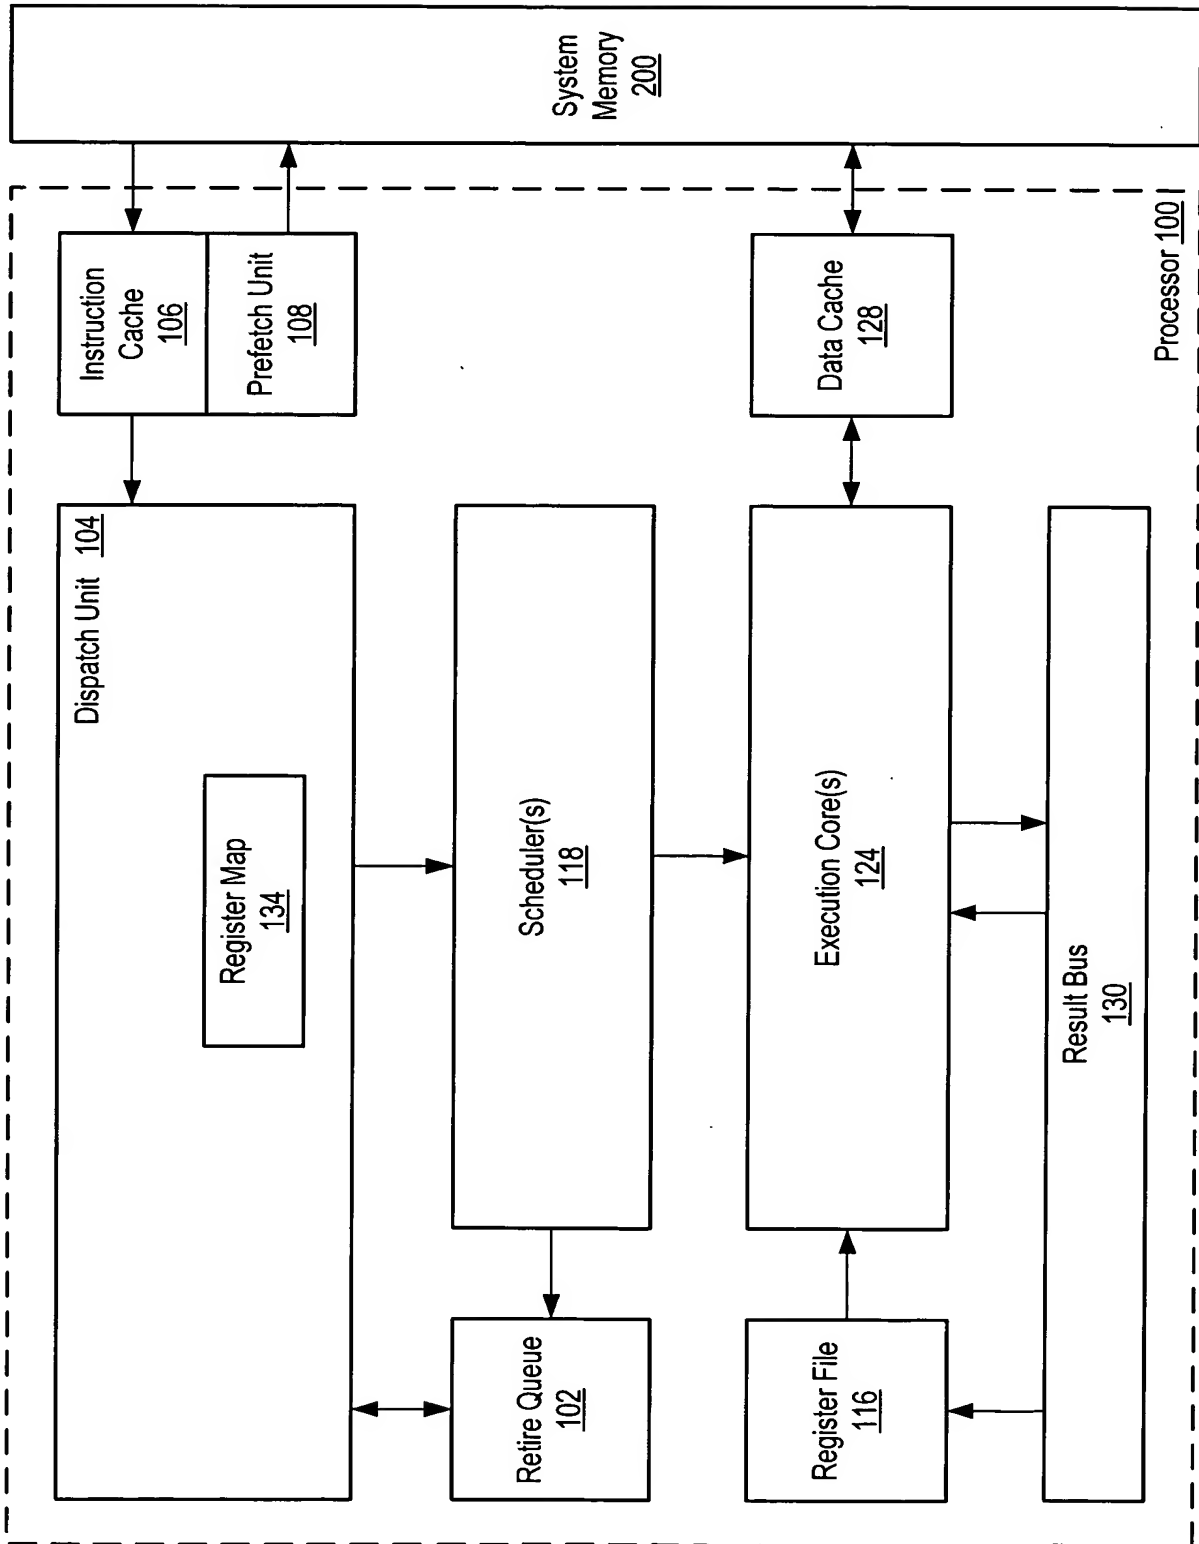 System
Memory
200
Instruction
Cache
106
Prefetch Unit
108
Data Cache
128
Processor 100
Dispatch Unit 104
Register Map
134
Scheduler(s)
118
Execution Core(s)
124
Result Bus
130
Retire Queue
102
Register File
116